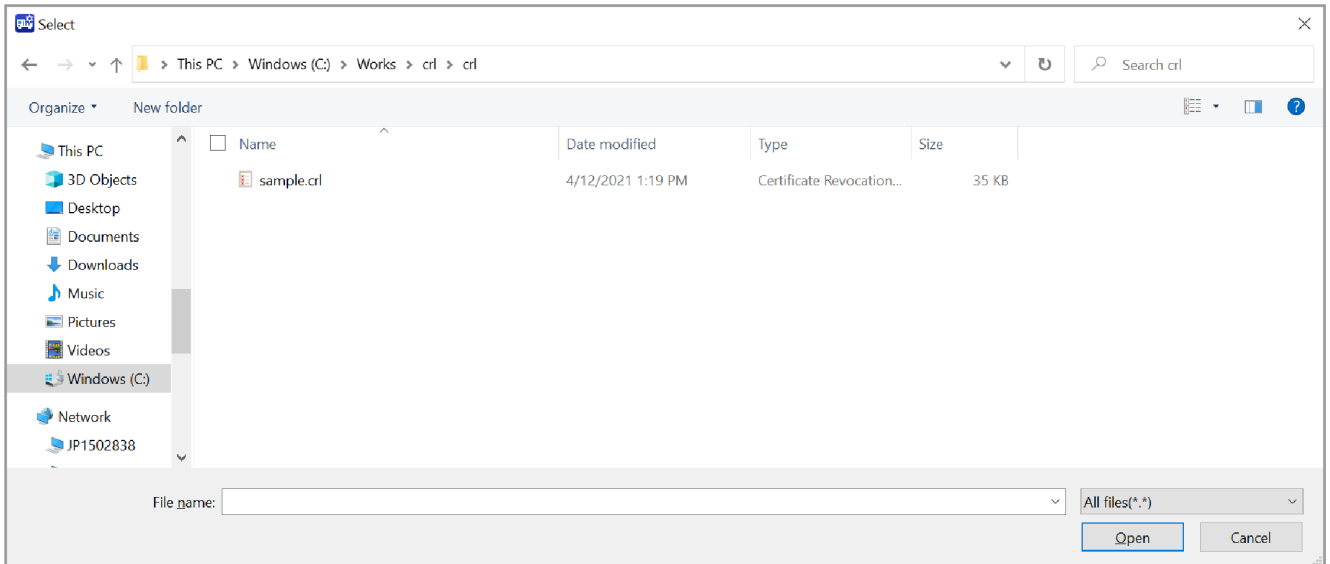 Select
This PC > Windows (C:) > Works > crl > crl
Search crl
Organize
New folder
Name
Date modified
Type
Size
sample.crl
4/12/2021 1:19 PM
Certificate Revocation...
35 KB
This PC
3D Objects
Desktop
Documents
Downloads
Music
Pictures
Videos
Windows (C:)
Network
JP1502838
File name:
All files(*.*)
Open
Cancel